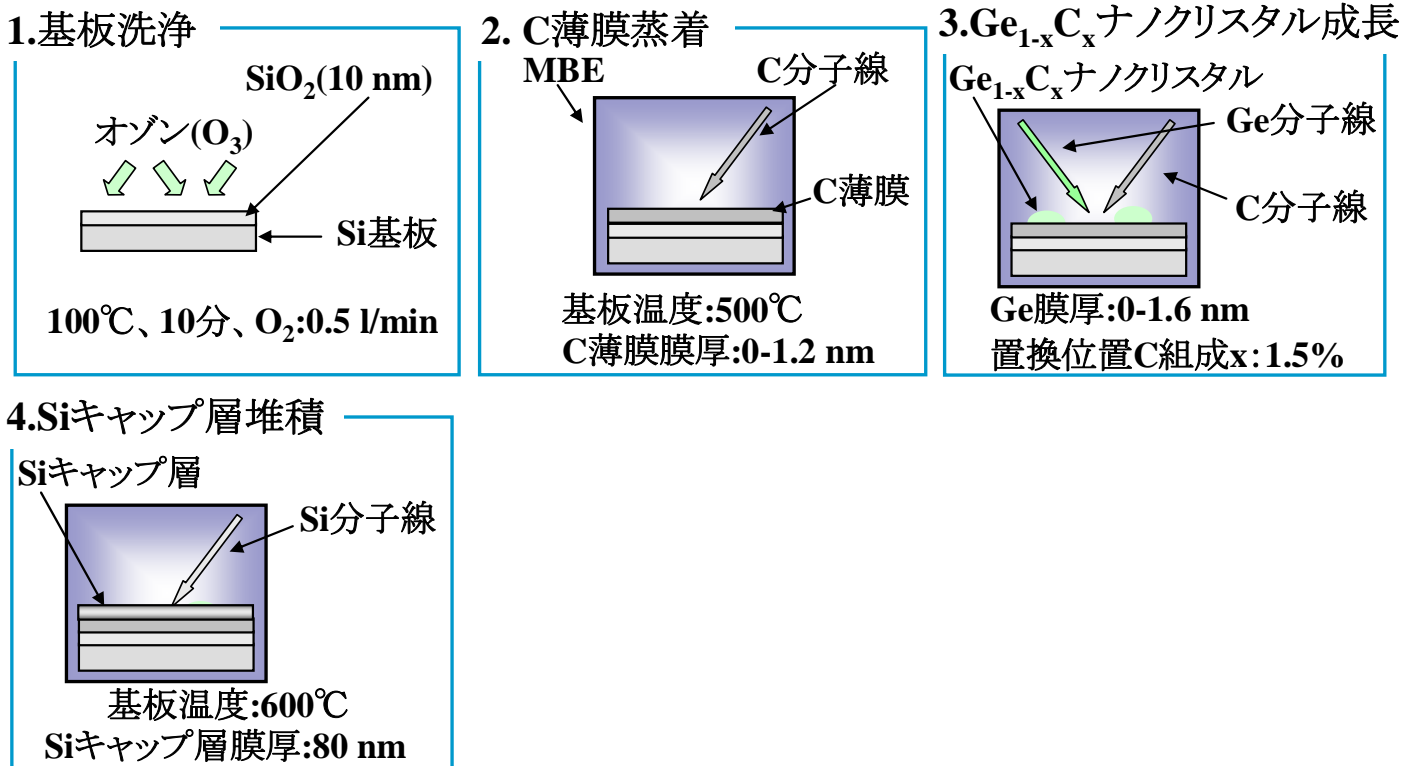 1.基板洗浄
SiO2(10 nm)
オゾン(O3)
Si基板
100℃、10分、O2:0.5 l/min
2. C薄膜蒸着
MBE
C分子線
C薄膜
基板温度:500℃
C薄膜膜厚:0-1.2 nm
3.Ge1-xCxナノクリスタル成長
Ge1-xCxナノクリスタル
Ge分子線
C分子線
Ge膜厚:0-1.6 nm
置換位置C組成x:1.5%
4.Siキャップ層堆積
Siキャップ層
Si分子線
基板温度:600℃
Siキャップ層膜厚:80 nm